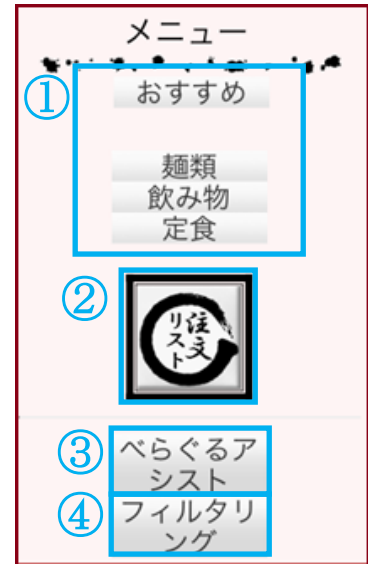 メニュー
①
おすすめ
麺類
飲み物
定食
②
注文
リスト
③
べらぐるア
シスト
④
フィルタリ
ング